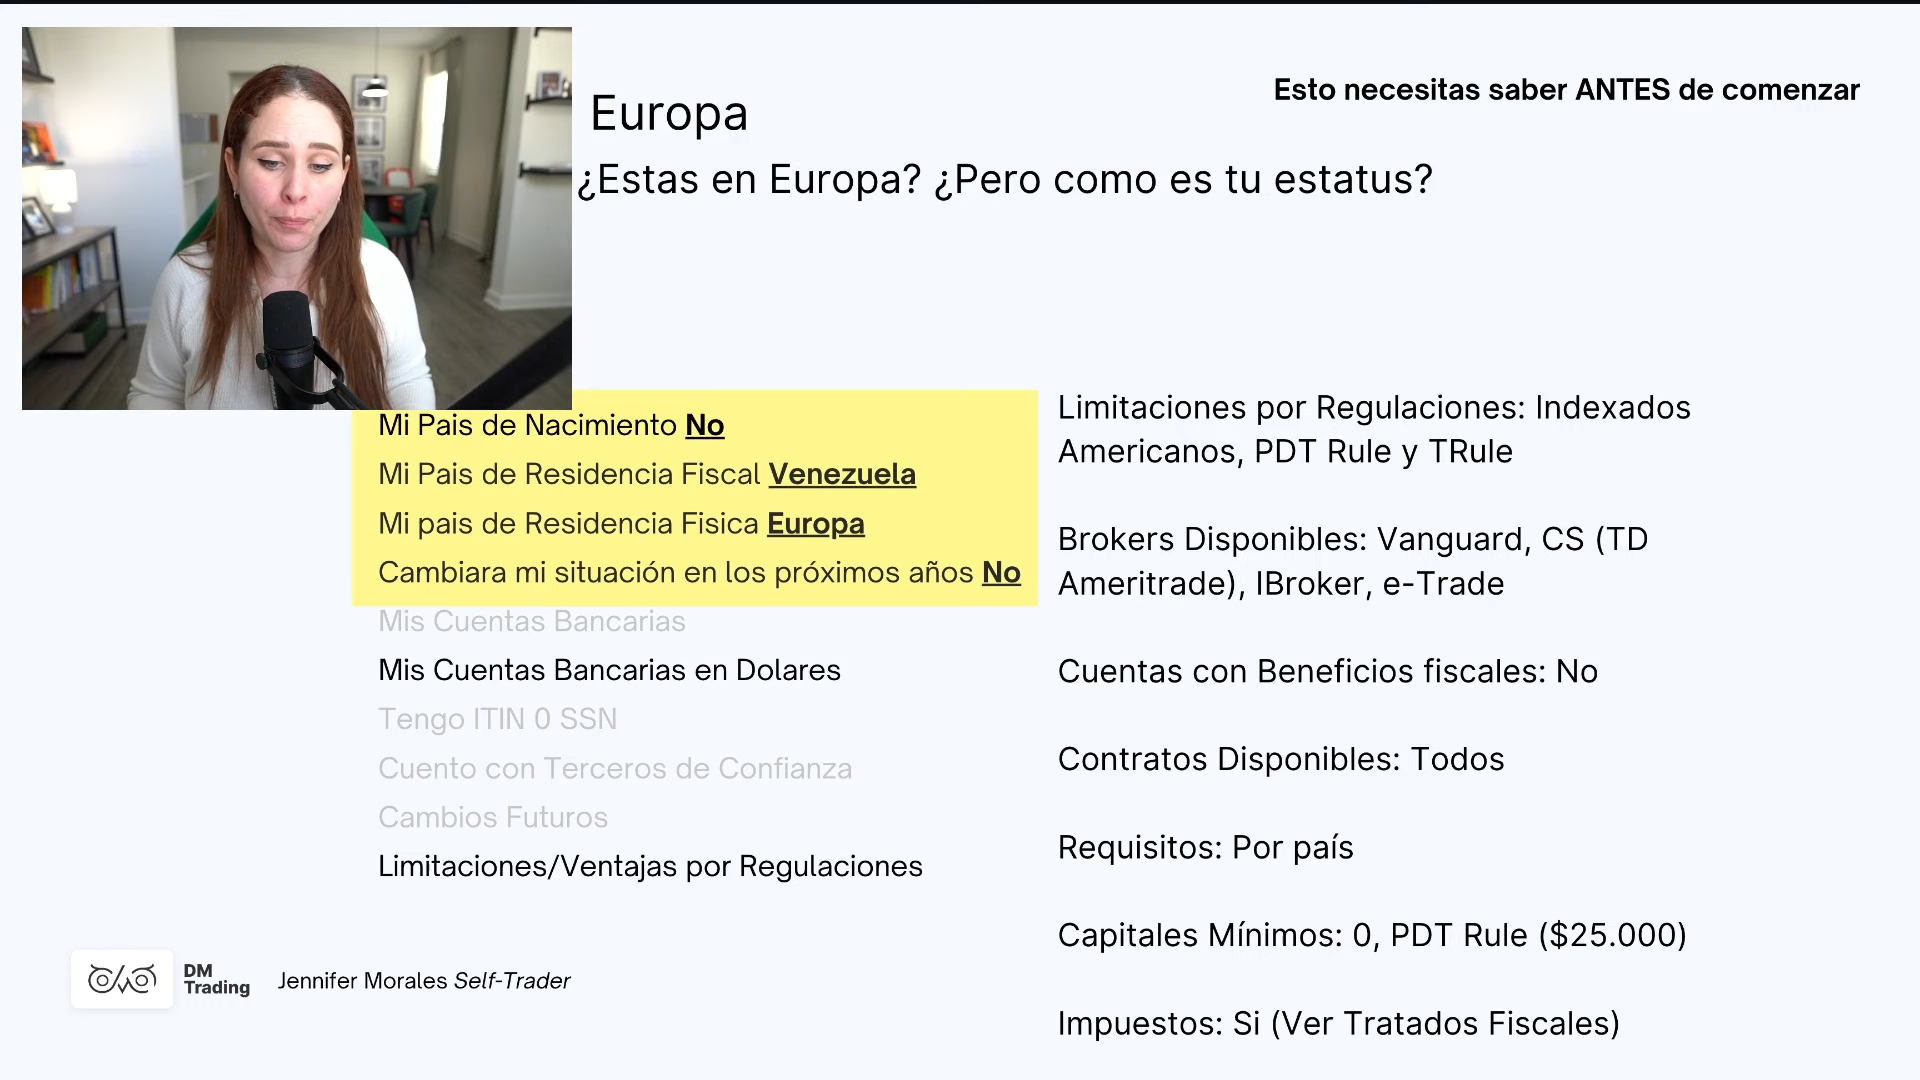 Esto necesitas saber ANTES de comenzar
Europa
¿Estas en Europa? ¿Pero como es tu estatus?
Mi Pais de Nacimiento No
Mi Pais de Residencia Fiscal Venezuela
Mi pais de Residencia Fisica Europa
Cambiara mi situación en los próximos años No
Mis Cuentas Bancarias
Mis Cuentas Bancarias en Dolares
Tengo ITIN 0 SSN
Cuento con Terceros de Confianza
Cambios Futuros
Limitaciones/Ventajas por Regulaciones
Limitaciones por Regulaciones: Indexados
Americanos, PDT Rule y TRule
Brokers Disponibles: Vanguard, CS (TD
Ameritrade), IBroker, e-Trade
Cuentas con Beneficios fiscales: No
Contratos Disponibles: Todos
Requisitos: Por país
Capitales Mínimos: 0, PDT Rule ($25.000)
Impuestos: Si (Ver Tratados Fiscales)
DM
Trading
Jennifer Morales Self-Trader